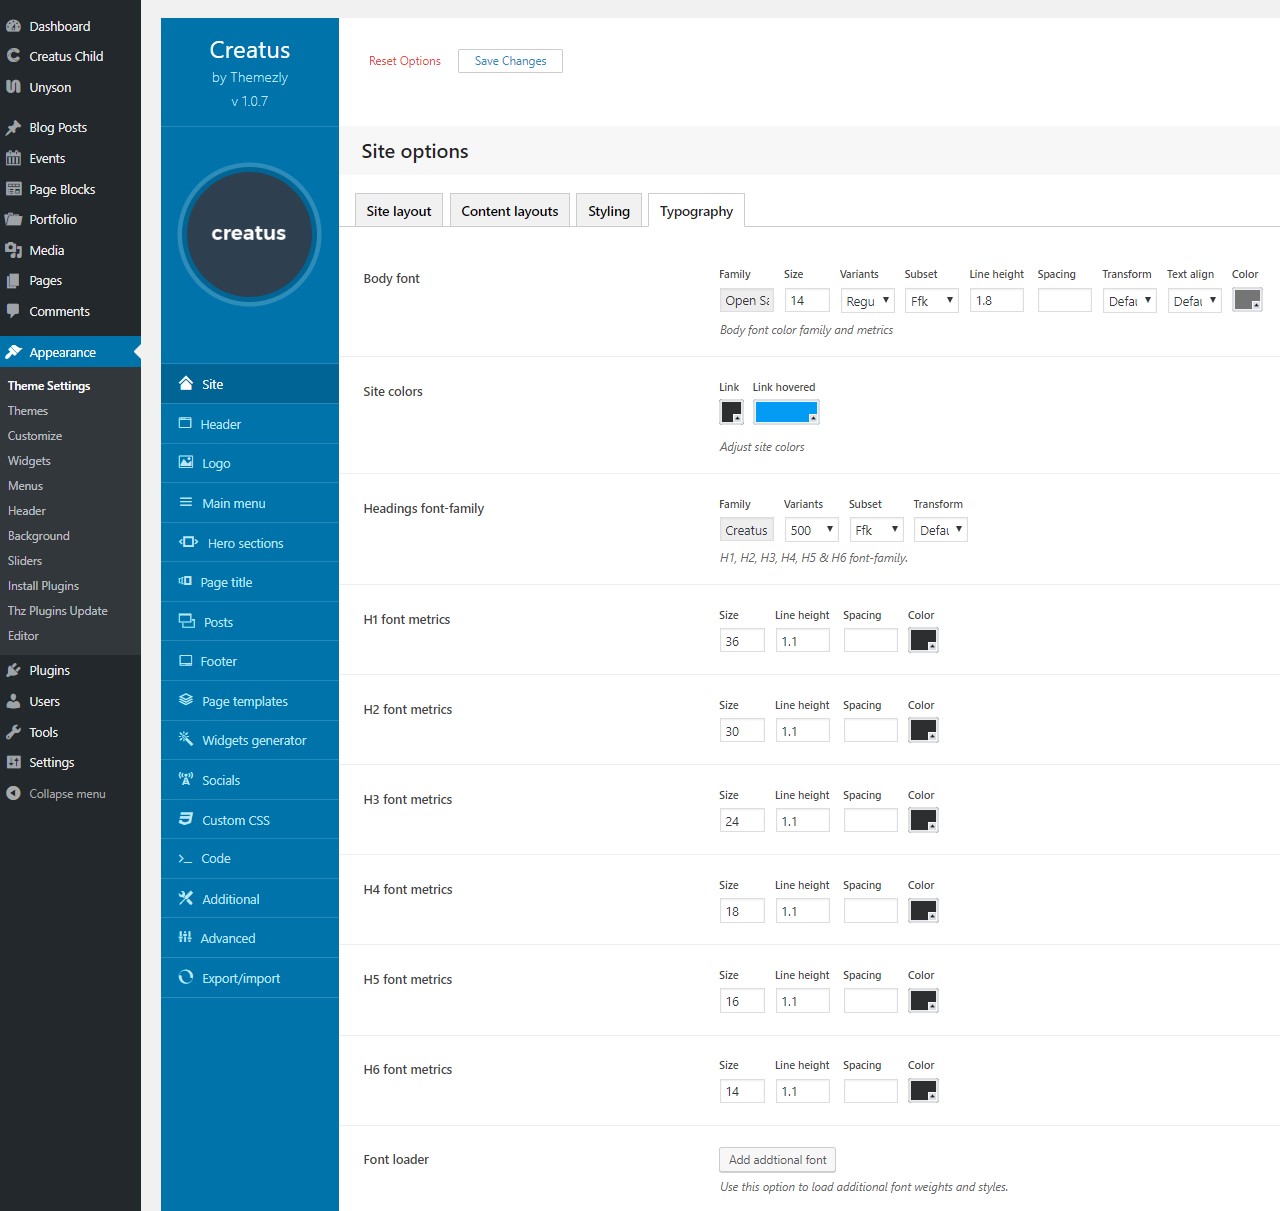 Dashboard
Creatus Child
Unyson
Blog Posts
Events
Page Blocks
Portfolio
Media
Pages
Comments
Appearance
Theme Settings
Themes
Customize
Widgets
Menus
Header
Background
Sliders
Install Plugins
Thz Plugins Update
Editor
Plugins
Users
Tools
Settings
Collapse menu
Creatus
by Themezly
v 1.0.7
creatus
Site
Header
Logo
Main menu
Hero sections
Page title
Posts
Footer
Page templates
Widgets generator
Socials
Custom CSS
Code
Additional
Advanced
Export/import
Reset Options Save Changes
Site options
Site layout Content layouts Styling Typography
Body font
Family Size Variants Subset Line height Spacing Transform Text align Color
Open Sa 14 Regu Ffk 1.8 Defau Defau
Body font color family and metrics
Site colors
Link Link hovered
Adjust site colors
Headings font-family
Family Variants Subset Transform
Creatus 500 Ffk Defau
H1, H2, H3, H4, H5 & H6 font-family.
H1 font metrics
Size Line height Spacing Color
36 1.1
H2 font metrics
Size Line height Spacing Color
30 1.1
H3 font metrics
Size Line height Spacing Color
24 1.1
H4 font metrics
Size Line height Spacing Color
18 1.1
H5 font metrics
Size Line height Spacing Color
16 1.1
H6 font metrics
Size Line height Spacing Color
14 1.1
Font loader
Add addtional font
Use this option to load additional font weights and styles.